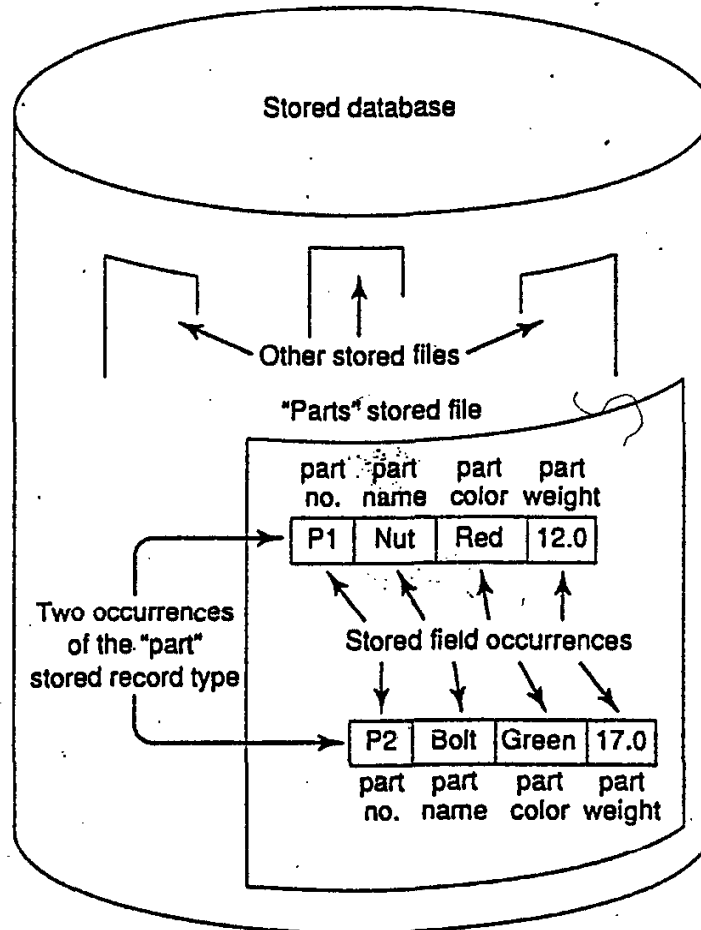 Stored database
Other stored files
"Parts" stored file
part no. part name part color part weight
P1 Nut Red 12.0
Two occurrences
of the "part"
stored record type
Stored field occurrences
P2 Bolt Green 17.0
part no. part name part color part weight